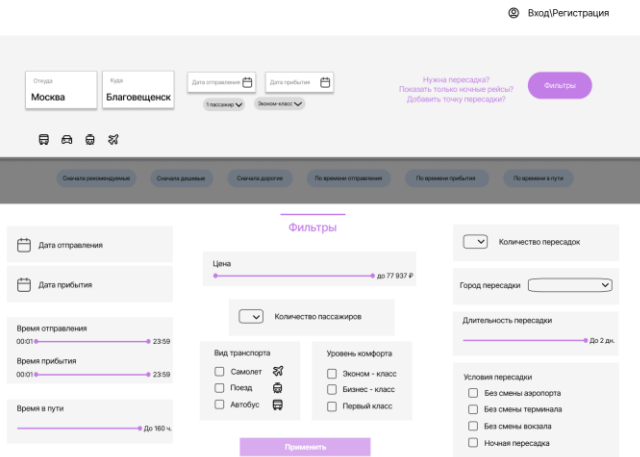 Вход\Регистрация
Откуда
Москва
Куда
Благовещенск
Дата отправления
Дата прибытия
1 пассажир
Эконом-класс
Нужна пересадка?
Показать только ночные рейсы?
Добавить точку пересадки?
Фильтры
Сначала рекомендуемые
Сначала дешевые
Сначала дорогие
По времени отправления
По времени прибытия
По времени в пути
Фильтры
Дата отправления
Дата прибытия
Время отправления
00:01 23:59
Время прибытия
00:01 23:59
Время в пути
До 160 ч.
Цена
до 77 937 ₽
Количество пассажиров
Вид транспорта
Самолет
Поезд
Автобус
Уровень комфорта
Эконом - класс
Бизнес - класс
Первый класс
Применить
Количество пересадок
Город пересадки
Длительность пересадки
До 2 дн.
Условия пересадки
Без смены аэропорта
Без смены терминала
Без смены вокзала
Ночная пересадка